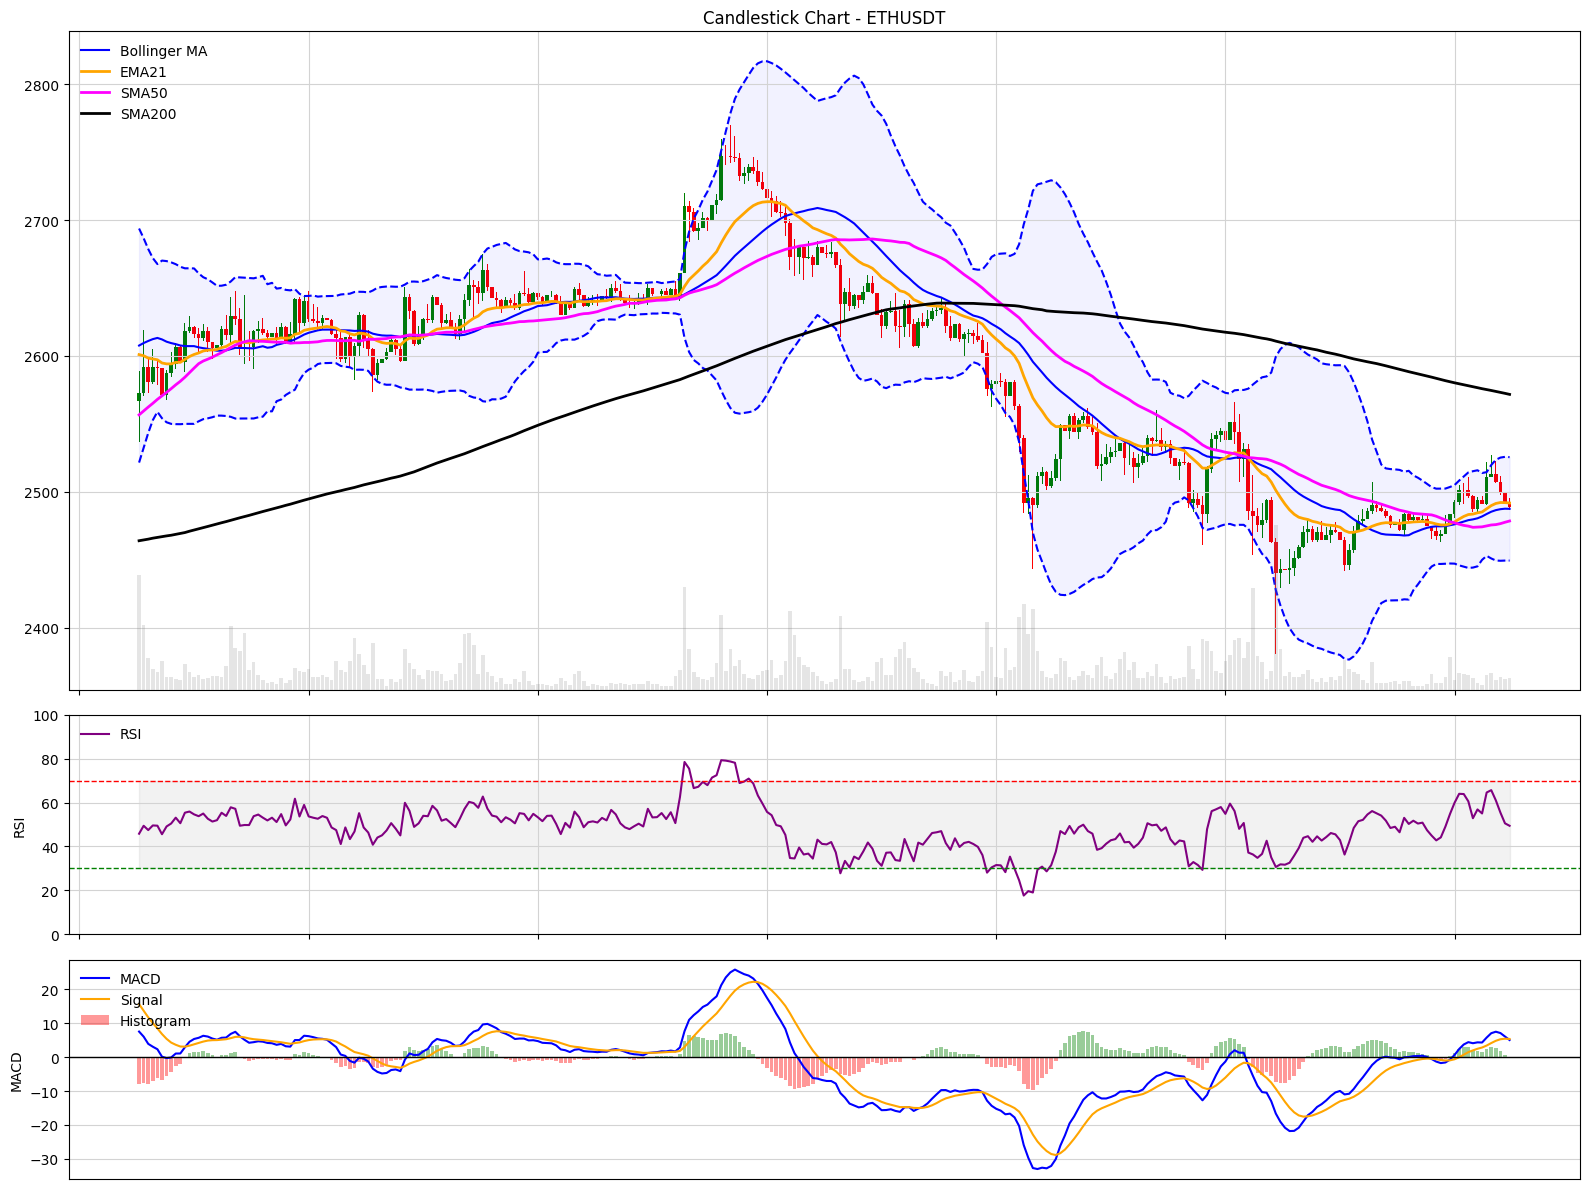 Candlestick Chart - ETHUSDT
Bollinger MA
EMA21
SMA50
SMA200
2800
2700
2600
2500
2400
RSI
100
80
60
40
20
0
RSI
MACD
Signal
Histogram
20
10
0
−10
−20
−30
MACD